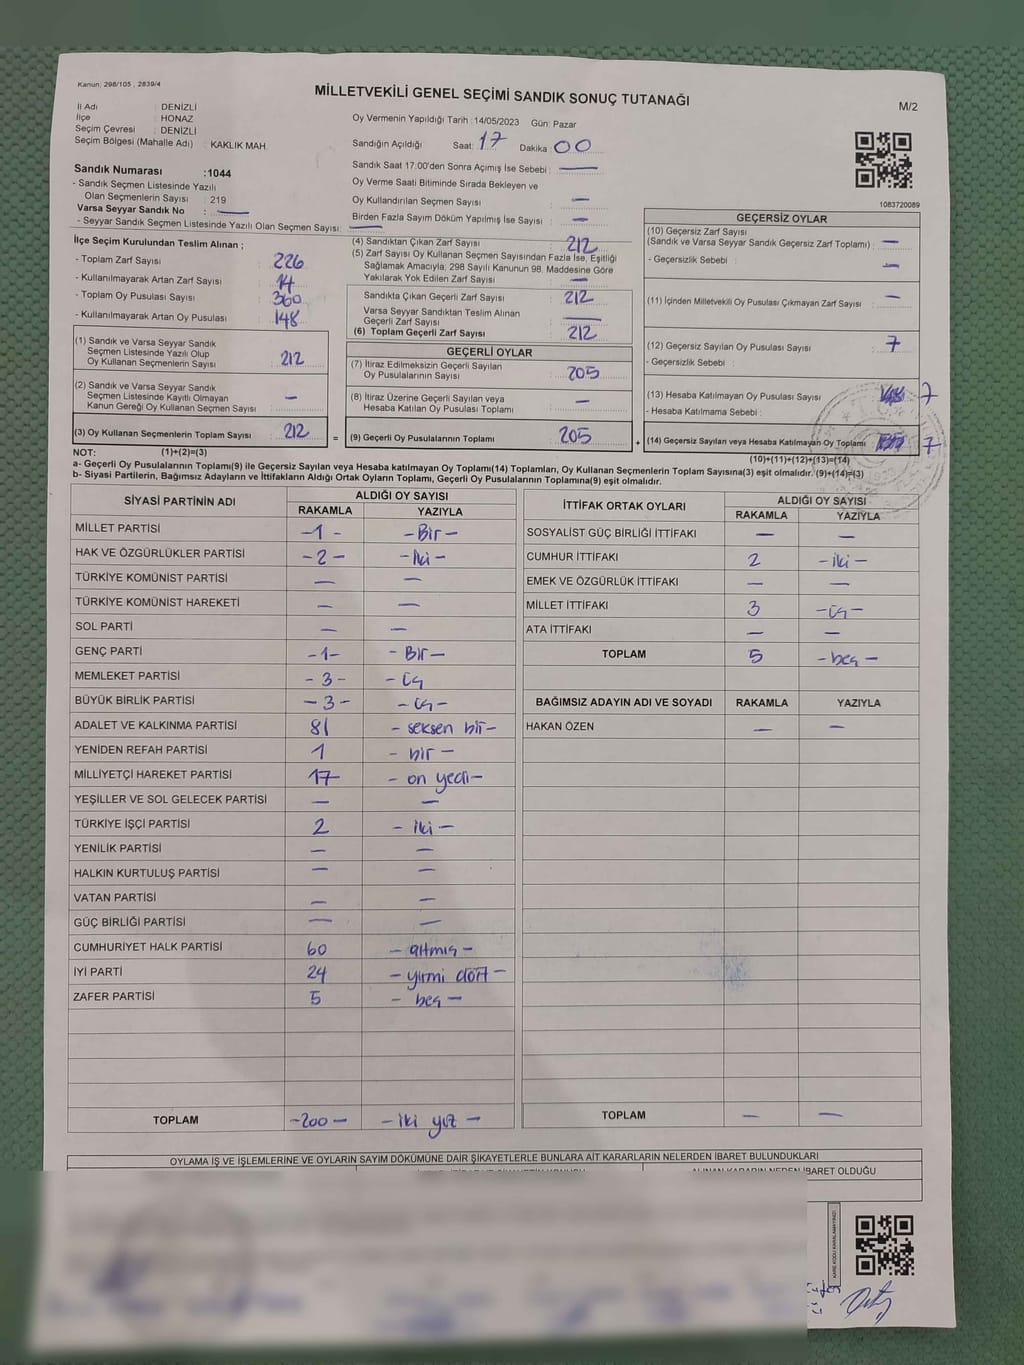 Kanun; 298/105 , 2839/4
MİLLETVEKİLİ GENEL SEÇİMİ SANDIK SONUÇ TUTANAĞI
M/2
İl Adı : DENİZLİ
İlçe : HONAZ
Seçim Çevresi : DENİZLİ
Seçim Bölgesi (Mahalle Adı) : KAKLIK MAH.
Sandık Numarası :1044
- Sandık Seçmen Listesinde Yazılı
Olan Seçmenlerin Sayısı : 219
Varsa Seyyar Sandık No : —
- Seyyar Sandık Seçmen Listesinde Yazılı Olan Seçmen Sayısı: —
Oy Vermenin Yapıldığı Tarih :14/05/2023 Gün: Pazar
Sandığın Açıldığı Saat: 17 Dakika 00
Sandık Saat 17:00'den Sonra Açımış İse Sebebi : —
Oy Verme Saati Bitiminde Sırada Bekleyen ve
Oy Kullandırılan Seçmen Sayısı —
Birden Fazla Sayım Döküm Yapılmış İse Sayısı : —
1083720089
İlçe Seçim Kurulundan Teslim Alınan ;
- Toplam Zarf Sayısı : 226
- Kullanılmayarak Artan Zarf Sayısı : 14
- Toplam Oy Pusulası Sayısı : 360
- Kullanılmayarak Artan Oy Pusulası : 148
(1) Sandık ve Varsa Seyyar Sandık
Seçmen Listesinde Yazılı Olup
Oy Kullanan Seçmenlerin Sayısı : 212
(2) Sandık ve Varsa Seyyar Sandık
Seçmen Listesinde Kayıtlı Olmayan
Kanun Gereği Oy Kullanan Seçmen Sayısı : —
(3) Oy Kullanan Seçmenlerin Toplam Sayısı : 212
(4) Sandıktan Çıkan Zarf Sayısı : 212
(5) Zarf Sayısı Oy Kullanan Seçmen Sayısından Fazla İse, Eşitliği
Sağlamak Amacıyla; 298 Sayılı Kanunun 98. Maddesine Göre
Yakılarak Yok Edilen Zarf Sayısı : —
Sandıkta Çıkan Geçerli Zarf Sayısı : 212
Varsa Seyyar Sandıktan Teslim Alınan
Geçerli Zarf Sayısı : —
(6) Toplam Geçerli Zarf Sayısı : 212
GEÇERLİ OYLAR
(7) İtiraz Edilmeksizin Geçerli Sayılan
Oy Pusulalarının Sayısı : 205
(8) İtiraz Üzerine Geçerli Sayılan veya
Hesaba Katılan Oy Pusulası Toplamı : —
= (9) Geçerli Oy Pusulalarının Toplamı : 205
GEÇERSİZ OYLAR
(10) Geçersiz Zarf Sayısı
(Sandık ve Varsa Seyyar Sandık Geçersiz Zarf Toplamı) : —
- Geçersizlik Sebebi : —
(11) İçinden Milletvekili Oy Pusulası Çıkmayan Zarf Sayısı : —
(12) Geçersiz Sayılan Oy Pusulası Sayısı : 7
- Geçersizlik Sebebi :
(13) Hesaba Katılmayan Oy Pusulası Sayısı : 7
- Hesaba Katılmama Sebebi :
+ (14) Geçersiz Sayılan veya Hesaba Katılmayan Oy Toplamı 7
NOT: (1)+(2)=(3)
(10)+(11)+(12)+(13)=(14)
a- Geçerli Oy Pusulalarının Toplamı(9) ile Geçersiz Sayılan veya Hesaba katılmayan Oy Toplamı(14) Toplamları, Oy Kullanan Seçmenlerin Toplam Sayısına(3) eşit olmalıdır. (9)+(14)=(3)
b- Siyasi Partilerin, Bağımsız Adayların ve İttifakların Aldığı Ortak Oyların Toplamı, Geçerli Oy Pusulalarının Toplamına(9) eşit olmalıdır.
SİYASİ PARTİNİN ADI ALDIĞI OY SAYISI
RAKAMLA YAZIYLA
MİLLET PARTİSİ -1- -Bir-
HAK VE ÖZGÜRLÜKLER PARTİSİ -2- -İki-
TÜRKİYE KOMÜNİST PARTİSİ — —
TÜRKİYE KOMÜNİST HAREKETİ — —
SOL PARTİ — —
GENÇ PARTİ -1- - Bir-
MEMLEKET PARTİSİ -3- -üç
BÜYÜK BİRLİK PARTİSİ -3- -üç-
ADALET VE KALKINMA PARTİSİ 81 - seksen bir-
YENİDEN REFAH PARTİSİ 1 - bir -
MİLLİYETÇİ HAREKET PARTİSİ 17 - on yedi-
YEŞİLLER VE SOL GELECEK PARTİSİ — —
TÜRKİYE İŞÇİ PARTİSİ 2 - iki -
YENİLİK PARTİSİ — —
HALKIN KURTULUŞ PARTİSİ — —
VATAN PARTİSİ — —
GÜÇ BİRLİĞİ PARTİSİ — —
CUMHURİYET HALK PARTİSİ 60 - altmış -
İYİ PARTİ 24 - yirmi dört -
ZAFER PARTİSİ 5 - beş -
TOPLAM -200- - iki yüz -
İTTİFAK ORTAK OYLARI ALDIĞI OY SAYISI
RAKAMLA YAZIYLA
SOSYALİST GÜÇ BİRLİĞİ İTTİFAKI — —
CUMHUR İTTİFAKI 2 -iki-
EMEK VE ÖZGÜRLÜK İTTİFAKI — —
MİLLET İTTİFAKI 3 -üç-
ATA İTTİFAKI — —
TOPLAM 5 -beş-
BAĞIMSIZ ADAYIN ADI VE SOYADI RAKAMLA YAZIYLA
HAKAN ÖZEN — —
TOPLAM — —
OYLAMA İŞ VE İŞLEMLERİNE VE OYLARIN SAYIM DÖKÜMÜNE DAİR ŞİKAYETLERLE BUNLARA AİT KARARLARIN NELERDEN İBARET BULUNDUKLARI
ALINAN KARARIN NEDEN İBARET OLDUĞU